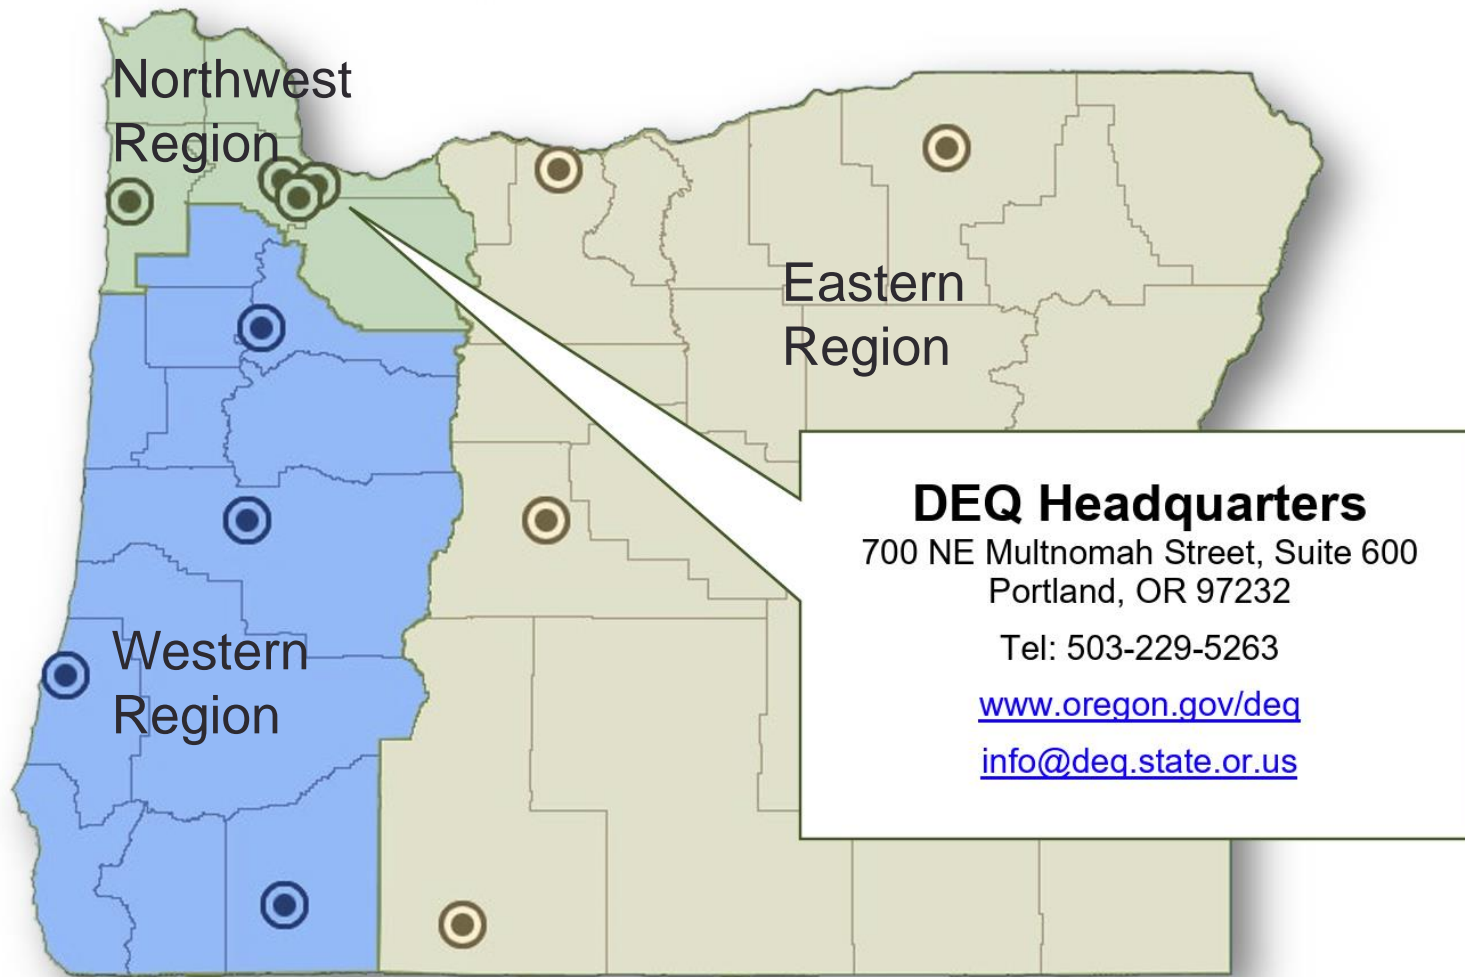 Northwest
Region
Eastern
Region
DEQ Headquarters
700 NE Multnomah Street, Suite 600
Portland, OR 97232
Tel: 503-229-5263
www.oregon.gov/deq
info@deq.state.or.us
Western
Region